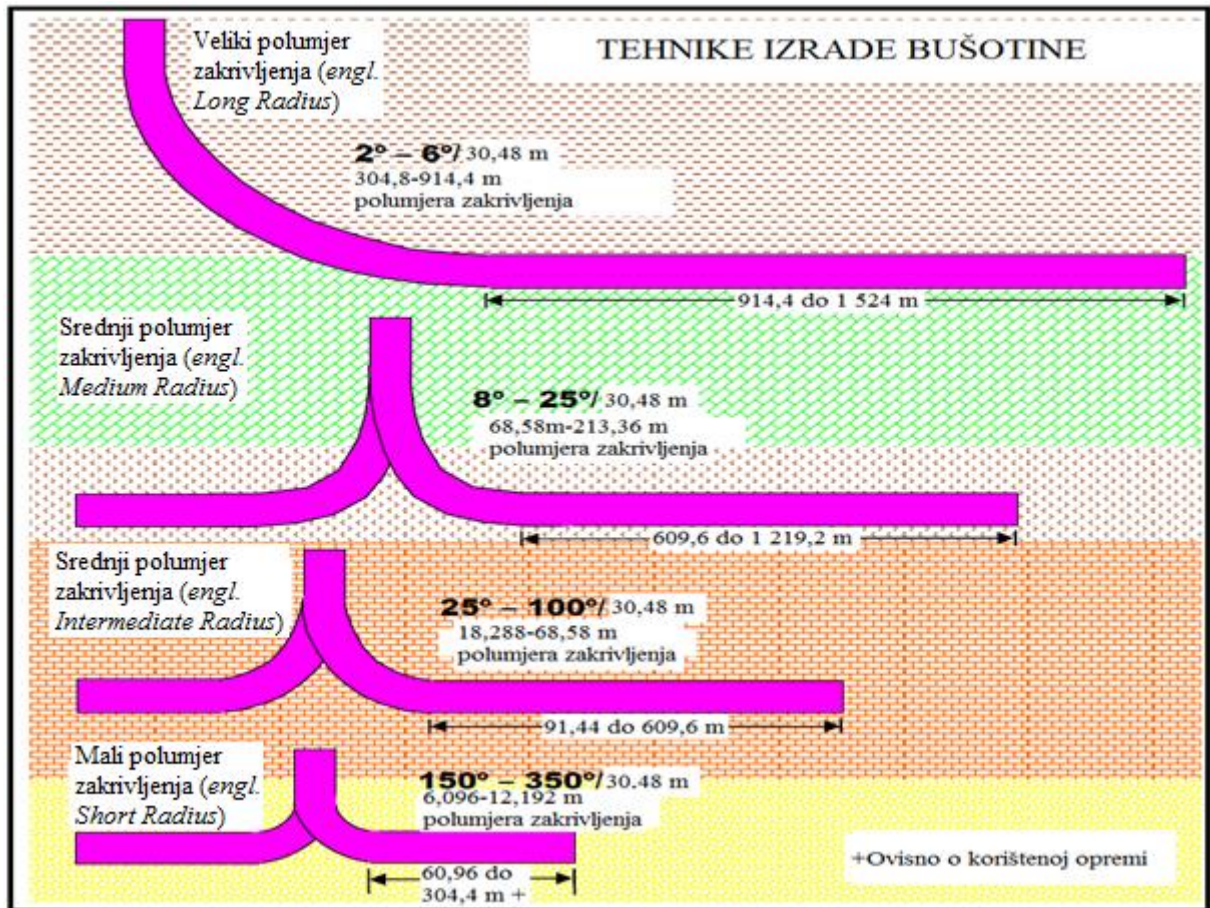 TEHNIKE IZRADE BUŠOTINE
Veliki polumjer
zakrivljenja (engl.
Long Radius)
2° – 6°/ 30,48 m
304,8-914,4 m
polumjera zakrivljenja
914,4 do 1 524 m
Srednji polumjer
zakrivljenja (engl.
Medium Radius)
8° – 25°/ 30,48 m
68,58m-213,36 m
polumjera zakrivljenja
609,6 do 1 219,2 m
Srednji polumjer
zakrivljenja (engl.
Intermediate Radius)
25° – 100°/ 30,48 m
18,288-68,58 m
polumjera zakrivljenja
91,44 do 609,6 m
Mali polumjer
zakrivljenja (engl.
Short Radius)
150° – 350°/ 30.48 m
6,096-12,192 m
polumjera zakrivljenja
60,96 do
304,4 m +
+Ovisno o korištenoj opremi